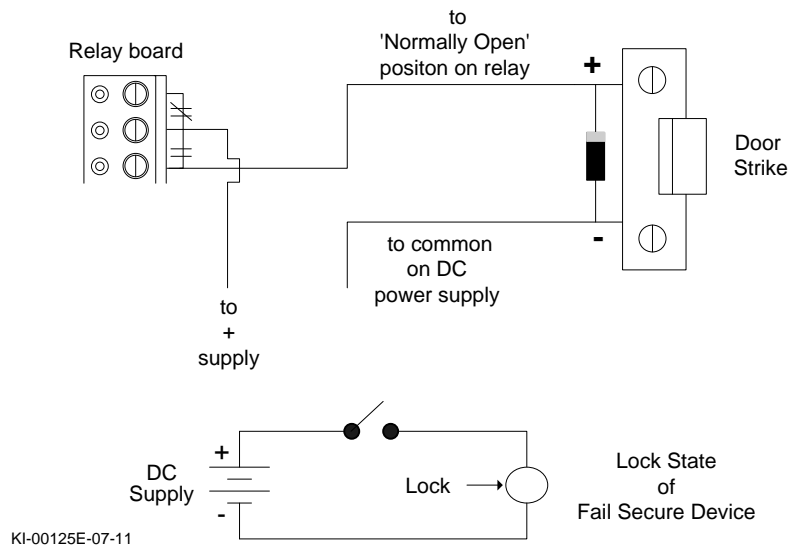 to
'Normally Open'
positon on relay
Relay board
+
Door
Strike
-
to common
on DC
power supply
to
+
supply
+
DC
Supply
-
Lock
Lock State
of
Fail Secure Device
KI-00125E-07-11